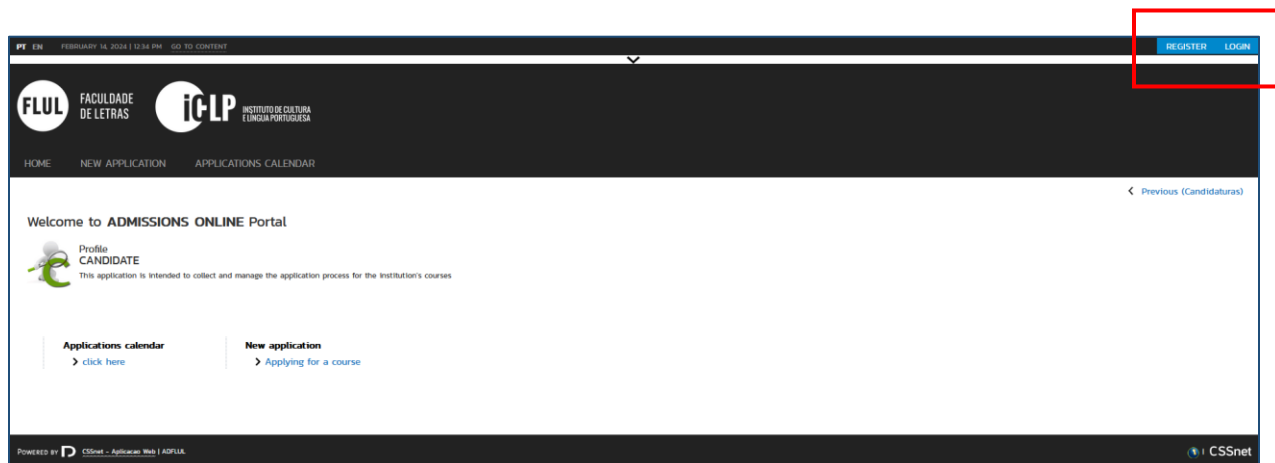 PT EN FEBRUARY 14, 2024 | 12:34 PM GO TO CONTENT REGISTER LOGIN
FLUL FACULDADE DE LETRAS
iCLP INSTITUTO DE CULTURA E LÍNGUA PORTUGUESA
HOME NEW APPLICATION APPLICATIONS CALENDAR
Previous (Candidaturas)
Welcome to ADMISSIONS ONLINE Portal
Profile
CANDIDATE
This application is intended to collect and manage the application process for the institution's courses
Applications calendar New application
click here Applying for a course
POWERED BY CSSnet - Aplicacao Web | ADFLUL CSSnet